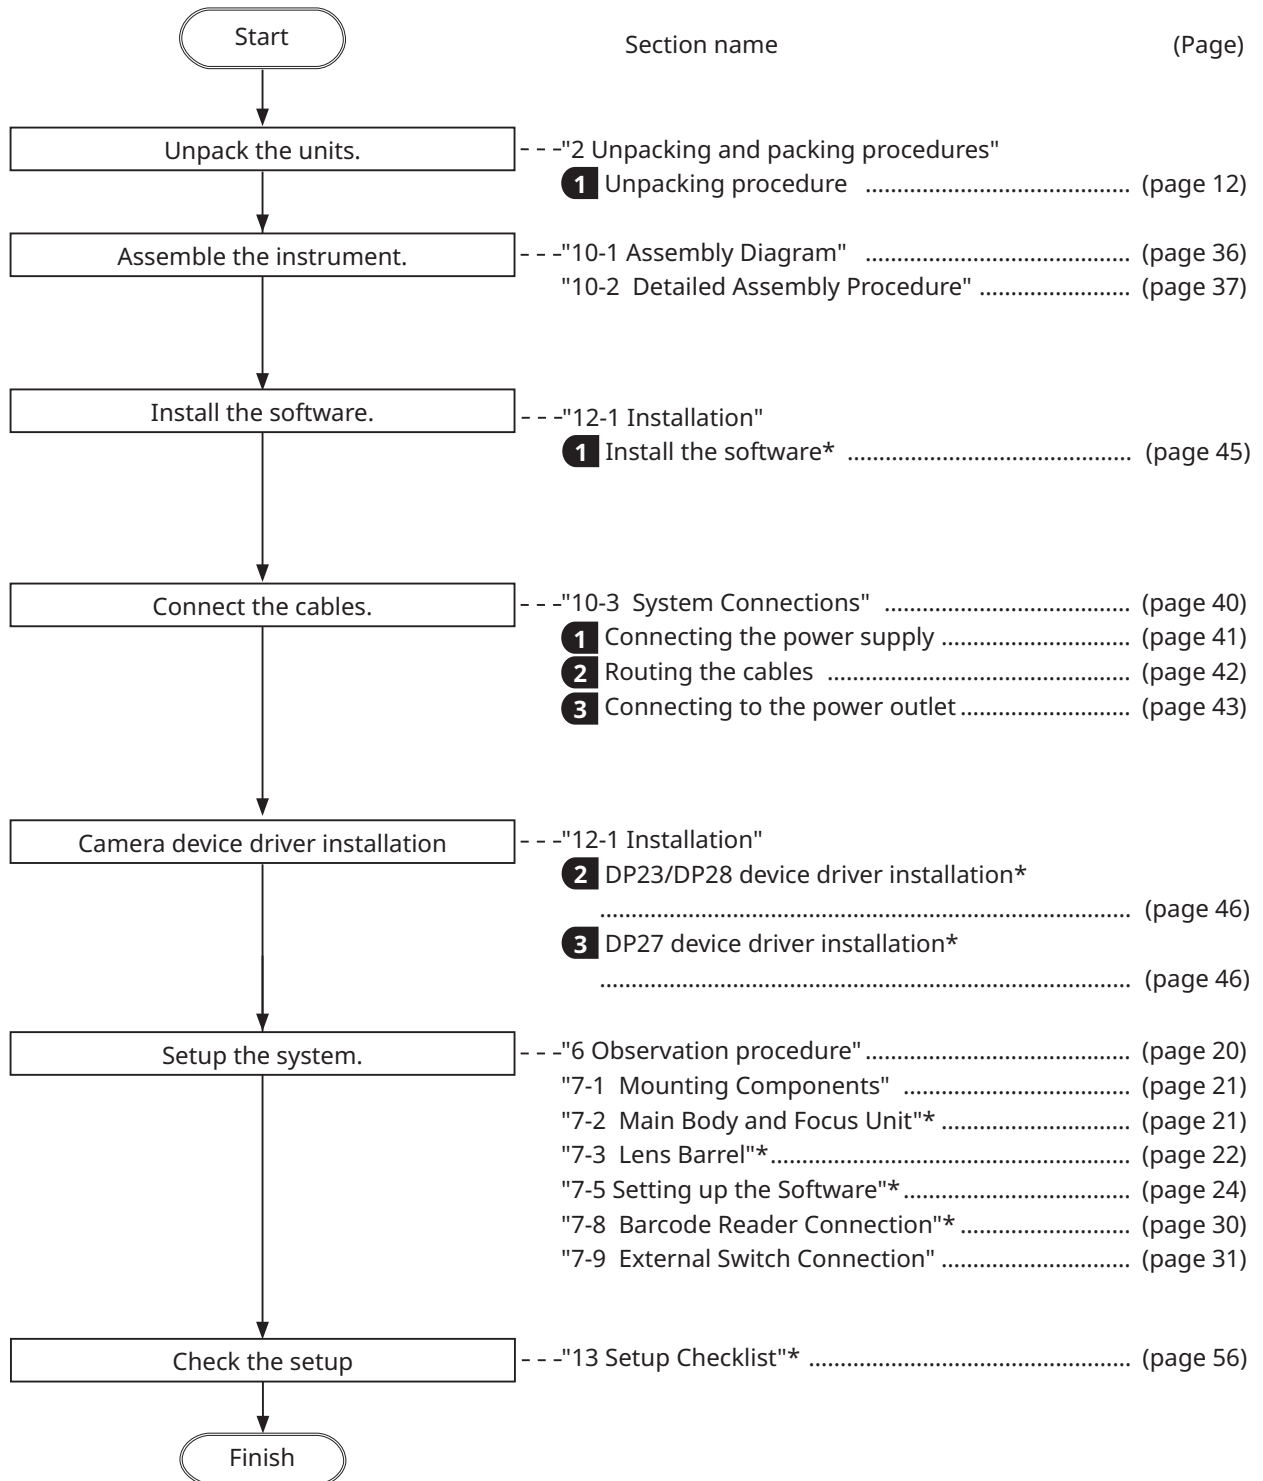 Start
Section name (Page)
Unpack the units.
"2 Unpacking and packing procedures"
1 Unpacking procedure .......................................... (page 12)
Assemble the instrument.
"10-1 Assembly Diagram" .......................................... (page 36)
"10-2 Detailed Assembly Procedure" ........................ (page 37)
Install the software.
"12-1 Installation"
1 Install the software* ............................................. (page 45)
Connect the cables.
"10-3 System Connections" ....................................... (page 40)
1 Connecting the power supply .............................. (page 41)
2 Routing the cables ................................................ (page 42)
3 Connecting to the power outlet ........................... (page 43)
Camera device driver installation
"12-1 Installation"
2 DP23/DP28 device driver installation*
.................................................................................... (page 46)
3 DP27 device driver installation*
.................................................................................... (page 46)
Setup the system.
"6 Observation procedure" .......................................... (page 20)
"7-1 Mounting Components" .................................... (page 21)
"7-2 Main Body and Focus Unit"* .............................. (page 21)
"7-3 Lens Barrel"* ......................................................... (page 22)
"7-5 Setting up the Software"* .................................... (page 24)
"7-8 Barcode Reader Connection"* ........................... (page 30)
"7-9 External Switch Connection" .............................. (page 31)
Check the setup
"13 Setup Checklist"* ................................................... (page 56)
Finish